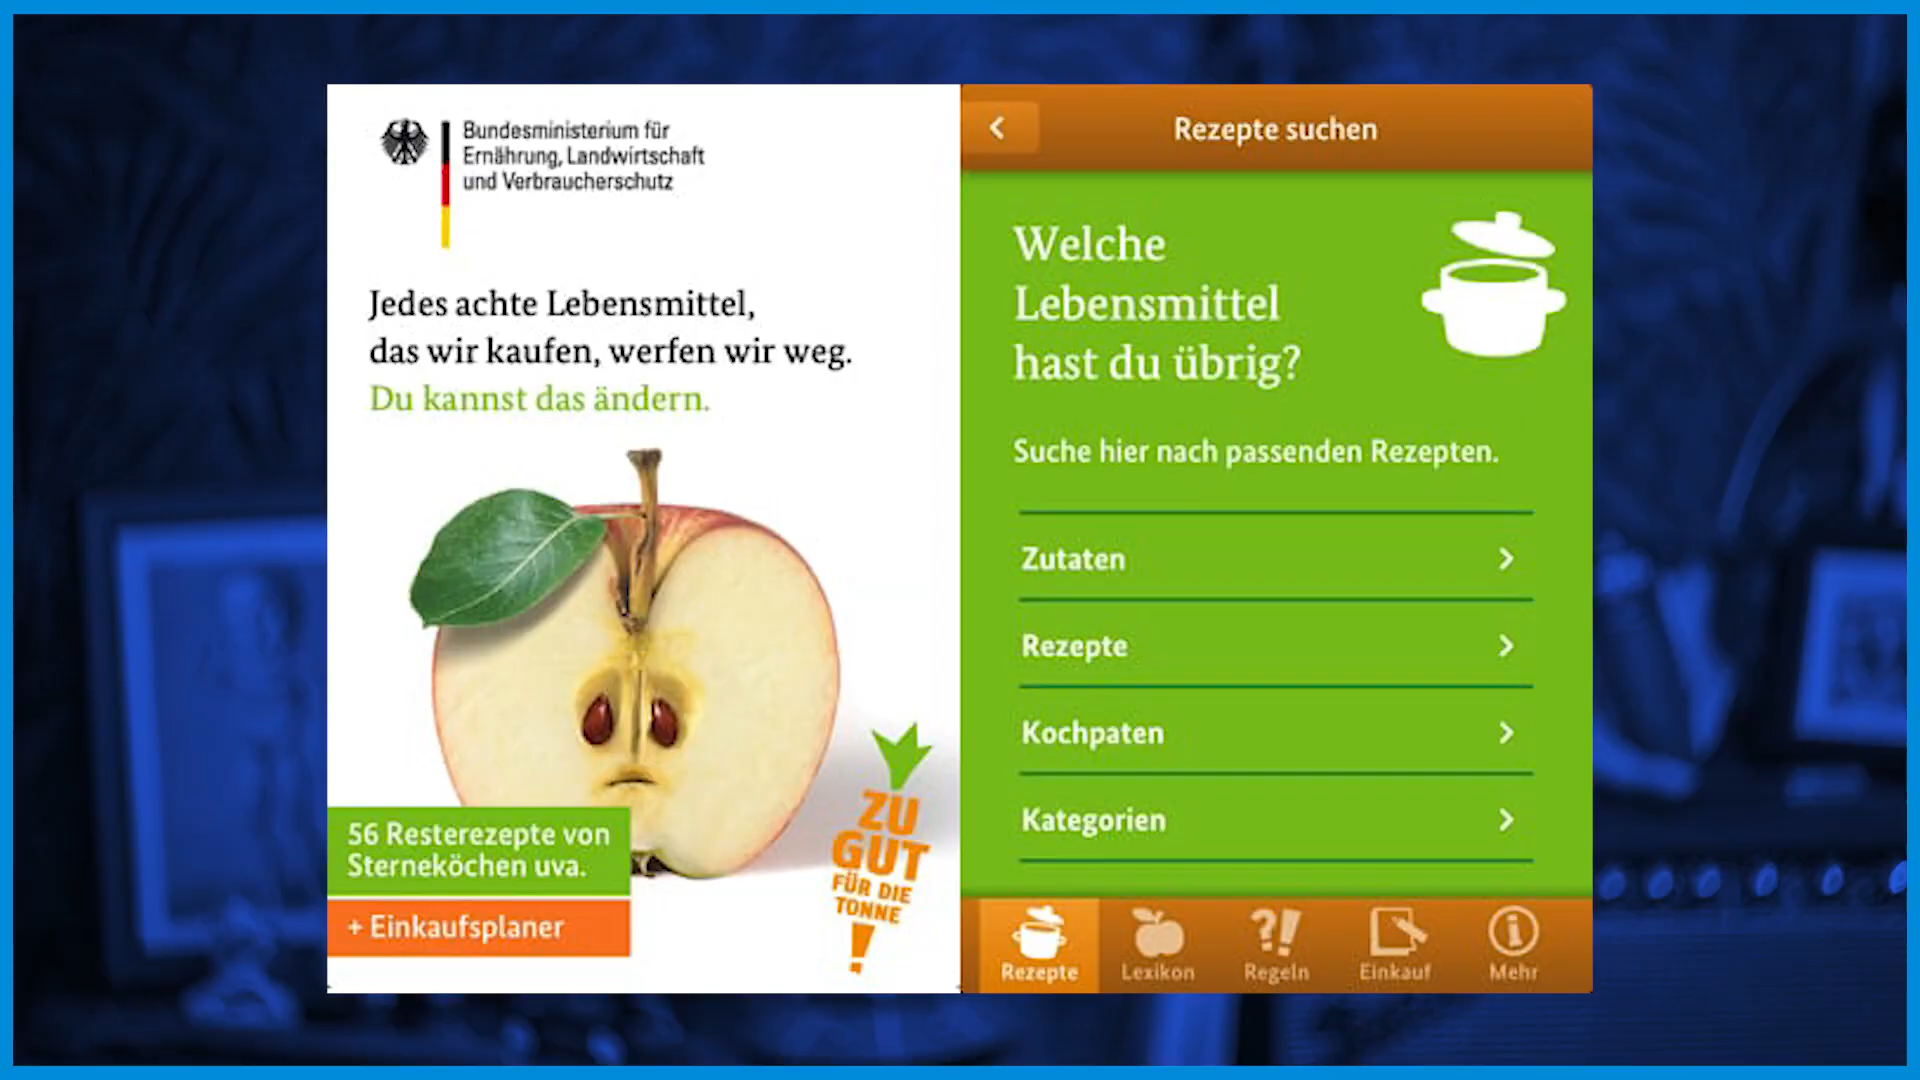 Bundesministerium für
Ernährung, Landwirtschaft
und Verbraucherschutz
Jedes achte Lebensmittel,
das wir kaufen, werfen wir weg.
Du kannst das ändern.
56 Resterezepte von
Sterneköchen uva.
+ Einkaufsplaner
ZU
GUT
FÜR DIE
TONNE
!
Rezepte suchen
Welche
Lebensmittel
hast du übrig?
Suche hier nach passenden Rezepten.
Zutaten
Rezepte
Kochpaten
Kategorien
Rezepte Lexikon Regeln Einkauf Mehr